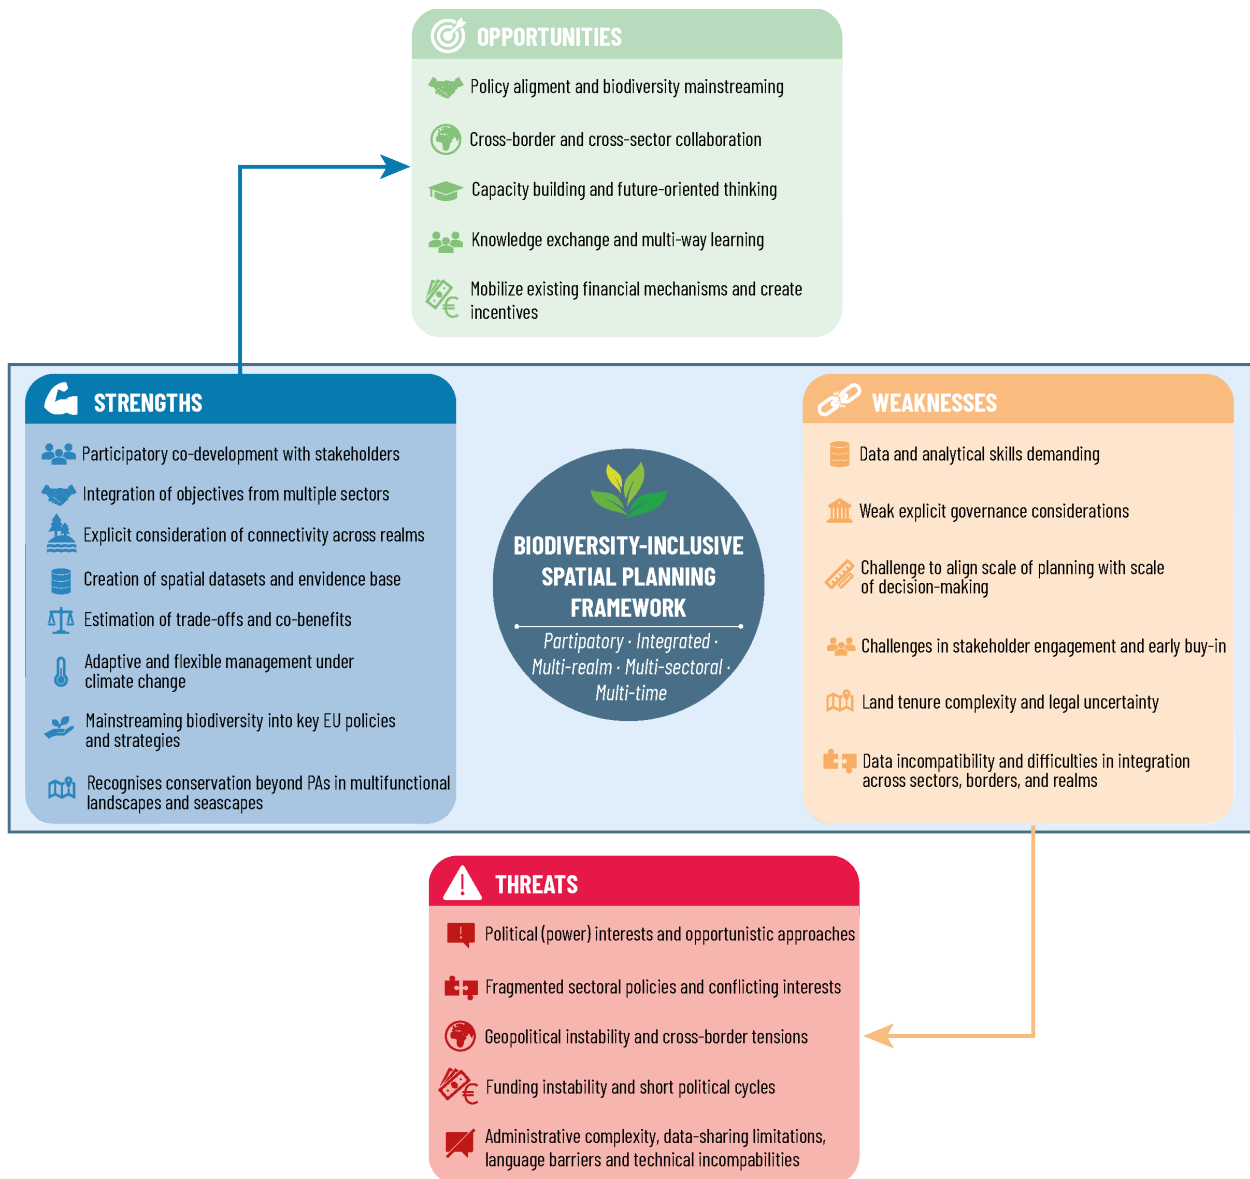 OPPORTUNITIES
Policy aligment and biodiversity mainstreaming
Cross-border and cross-sector collaboration
Capacity building and future-oriented thinking
Knowledge exchange and multi-way learning
Mobilize existing financial mechanisms and create
incentives
STRENGTHS
Participatory co-development with stakeholders
Integration of objectives from multiple sectors
Explicit consideration of connectivity across realms
Creation of spatial datasets and envidence base
Estimation of trade-offs and co-benefits
Adaptive and flexible management under
climate change
Mainstreaming biodiversity into key EU policies
and strategies
Recognises conservation beyond PAs in multifunctional
landscapes and seascapes
BIODIVERSITY-INCLUSIVE
SPATIAL PLANNING
FRAMEWORK
Partipatory · Integrated ·
Multi-realm · Multi-sectoral ·
Multi-time
WEAKNESSES
Data and analytical skills demanding
Weak explicit governance considerations
Challenge to align scale of planning with scale
of decision-making
Challenges in stakeholder engagement and early buy-in
Land tenure complexity and legal uncertainty
Data incompatibility and difficulties in integration
across sectors, borders, and realms
THREATS
Political (power) interests and opportunistic approaches
Fragmented sectoral policies and conflicting interests
Geopolitical instability and cross-border tensions
Funding instability and short political cycles
Administrative complexity, data-sharing limitations,
language barriers and technical incompabilities